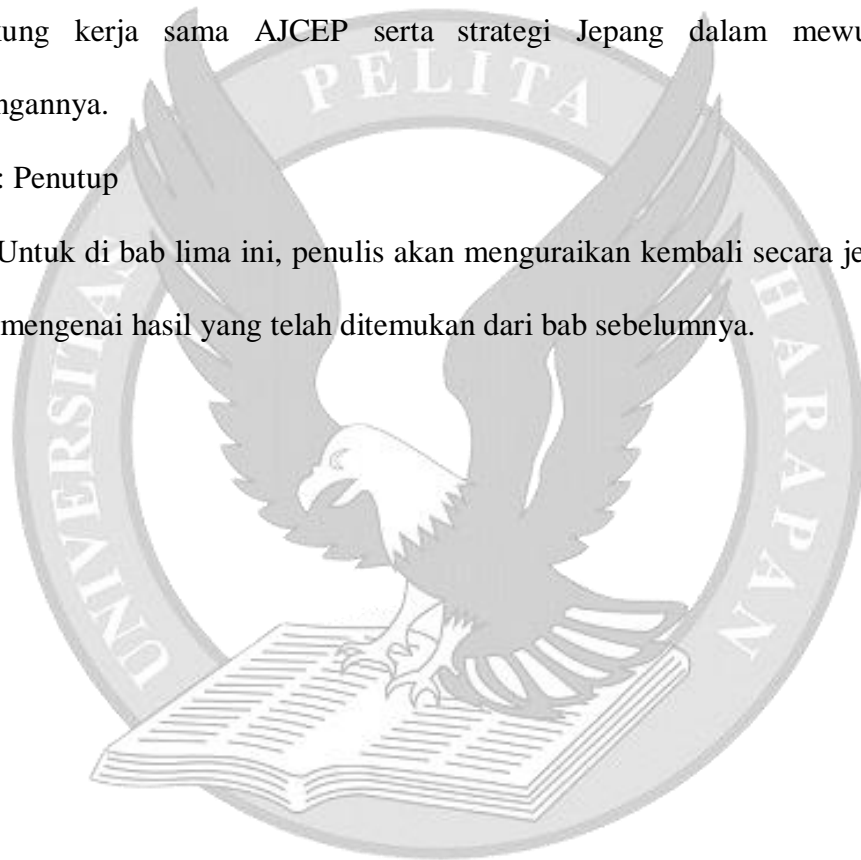 kung kerja sama AJCEP serta strategi Jepang dalam mewu
ngannya.
: Penutup
Untuk di bab lima ini, penulis akan menguraikan kembali secara je
mengenai hasil yang telah ditemukan dari bab sebelumnya.
UNIVERSITAS PELITA HARAPAN